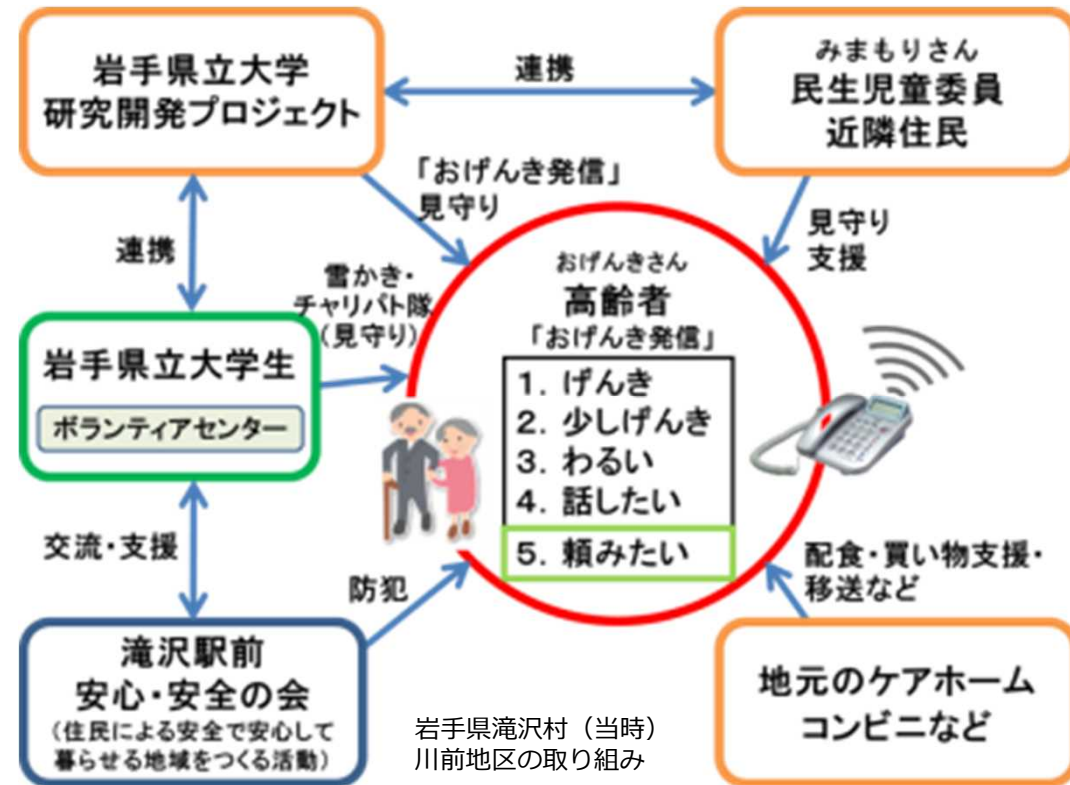 岩手県立大学
研究開発プロジェクト
連携
みまもりさん
民生児童委員
近隣住民
「おげんき発信」
見守り
見守り
支援
連携
雪かき・
チャリパト隊
(見守り)
おげんきさん
高齢者
「おげんき発信」
1. げんき
2. 少しげんき
3. わるい
4. 話したい
5. 頼みたい
岩手県立大学生
ボランティアセンター
交流・支援
防犯
配食・買い物支援・
移送など
滝沢駅前
安心・安全の会
(住民による安全で安心して
暮らせる地域をつくる活動)
岩手県滝沢村（当時）
川前地区の取り組み
地元のケアホーム
コンビニなど